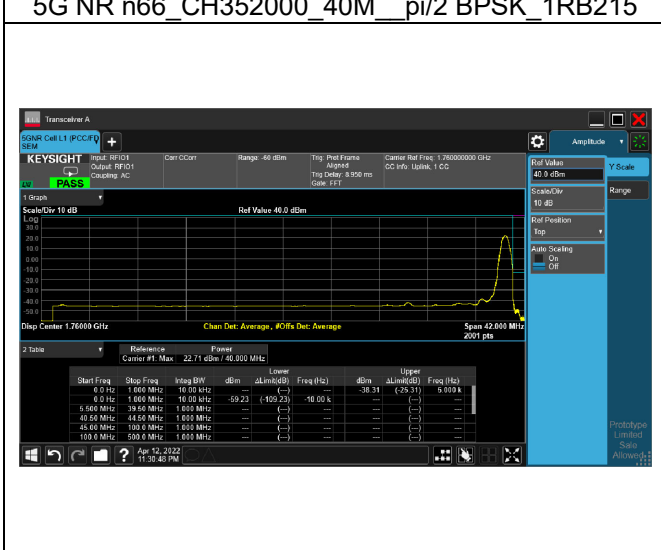 5G NR n66_CH352000_40M__pi/2 BPSK_1RB215
Transceiver A
5GNR Cell L1 (PCC/FD
SEM
+
Amplitude
KEYSIGHT
Input: RFIO1
Output: RFIO1
Coupling: AC
Corr CCorr
Range: -60 dBm
Trig: Prot Frame
Aligned
Trig Delay: 8.950 ms
Gate: FFT
Carrier Ref Freq: 1.760000000 GHz
CC Info: Uplink, 1 CC
PASS
Ref Value
40.0 dBm
Y Scale
Scale/Div
10 dB
Range
Ref Position
Top
Auto Scaling
On
Off
1 Graph
Scale/Div 10 dB
Ref Value 40.0 dBm
Log
30.0
20.0
10.0
0.00
-10.0
-20.0
-30.0
-40.0
-50.0
Disp Center 1.76000 GHz
Chan Det: Average, #Offs Det: Average
Span 42.000 MHz
2001 pts
2 Table
Reference Power
Carrier #1: Max 22.71 dBm / 40.000 MHz
Lower Upper
Start Freq Stop Freq Integ BW dBm ΔLimit(dB) Freq (Hz) dBm ΔLimit(dB) Freq (Hz)
0.0 Hz 1.000 MHz 10.00 kHz --- (---) --- -38.31 (-25.31) 5.000 k
0.0 Hz 1.000 MHz 10.00 kHz -59.23 (-109.23) -10.00 k --- (---) ---
5.500 MHz 39.50 MHz 1.000 MHz --- (---) --- --- (---) ---
40.50 MHz 44.50 MHz 1.000 MHz --- (---) --- --- (---) ---
45.00 MHz 100.0 MHz 1.000 MHz --- (---) --- --- (---) ---
100.0 MHz 500.0 MHz 1.000 MHz --- (---) --- --- (---) ---
Prototype
Limited
Sale
Allowed
?
Apr 12, 2022
11:30:48 PM